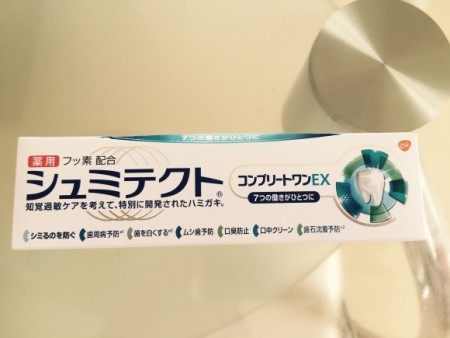 7つの働きがひとつに
薬用 フッ素 配合
シュミテクト®
コンプリートワンEX
7つの働きがひとつに
知覚過敏ケアを考えて、特別に開発されたハミガキ。
シミるのを防ぐ 歯周病予防 歯を白くする ムシ歯予防 口臭防止 口中クリーン 歯石沈着予防
gsk